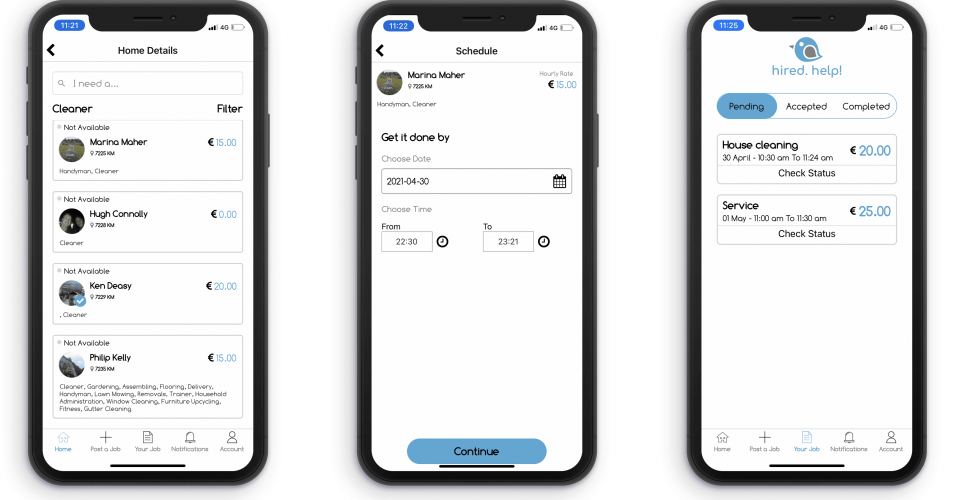 11:21
4G
Home Details
I need a...
Cleaner
Filter
Not Available
Marina Maher
€ 15.00
7225 KM
Handyman, Cleaner
Not Available
Hugh Connolly
€ 0.00
7228 KM
Cleaner
Not Available
Ken Deasy
€ 20.00
7229 KM
, Cleaner
Not Available
Philip Kelly
€ 15.00
7235 KM
Cleaner, Gardening, Assembling, Flooring, Delivery,
Handyman, Lawn Mowing, Removals, Trainer, Household
Administration, Window Cleaning, Furniture Upcycling,
Fitness, Gutter Cleaning
Home
Post a Job
Your Job
Notifications
Account
11:22
4G
Schedule
Marina Maher
Hourly Rate
7225 KM
€ 15.00
Handyman, Cleaner
Get it done by
Choose Date
2021-04-30
Choose Time
From
To
22:30
23:21
Continue
11:25
4G
hired. help!
Pending
Accepted
Completed
House cleaning
€ 20.00
30 April - 10:30 am To 11:24 am
Check Status
Service
€ 25.00
01 May - 11:00 am To 11:30 am
Check Status
Home
Post a Job
Your Job
Notifications
Account